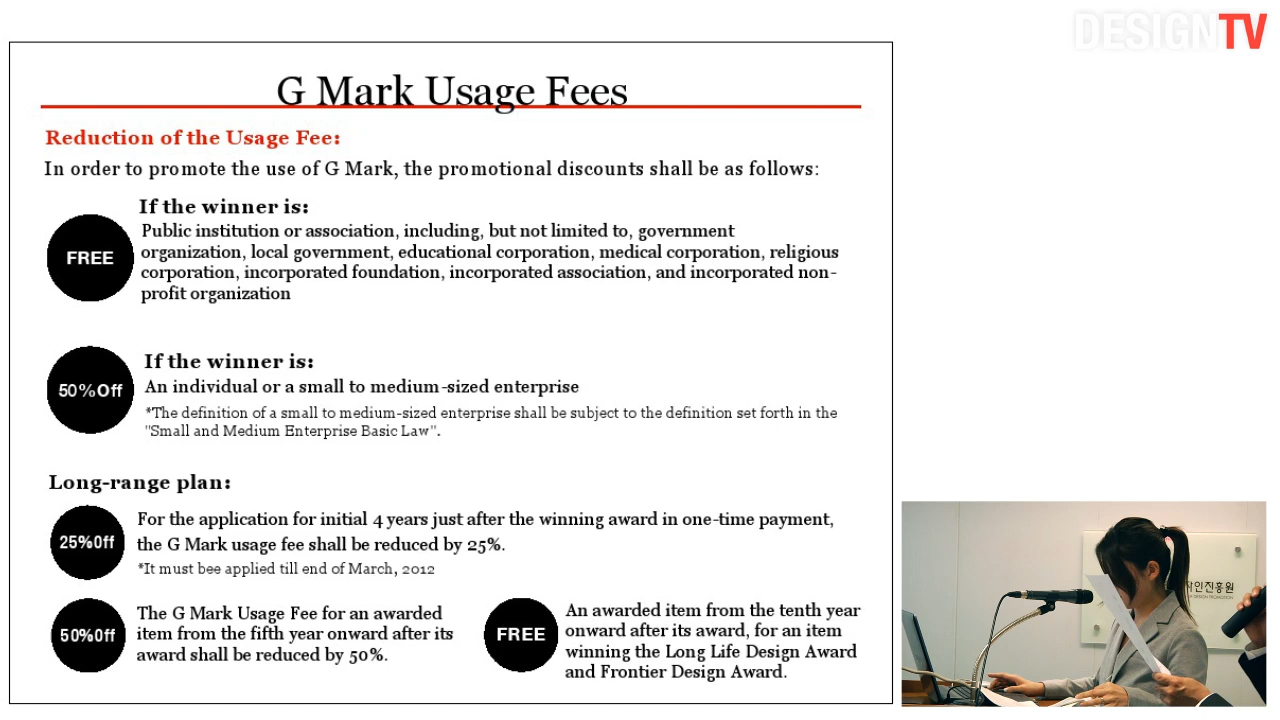 DESIGNTV
G Mark Usage Fees
Reduction of the Usage Fee:
In order to promote the use of G Mark, the promotional discounts shall be as follows:
If the winner is:
FREE
Public institution or association, including, but not limited to, government
organization, local government, educational corporation, medical corporation, religious
corporation, incorporated foundation, incorporated association, and incorporated non-
profit organization
If the winner is:
50%Off
An individual or a small to medium-sized enterprise
*The definition of a small to medium-sized enterprise shall be subject to the definition set forth in the
"Small and Medium Enterprise Basic Law".
Long-range plan:
25%0ff
For the application for initial 4 years just after the winning award in one-time payment,
the G Mark usage fee shall be reduced by 25%.
*It must bee applied till end of March, 2012
50%0ff
The G Mark Usage Fee for an awarded
item from the fifth year onward after its
award shall be reduced by 50%.
FREE
An awarded item from the tenth year
onward after its award, for an item
winning the Long Life Design Award
and Frontier Design Award.
자인진흥원